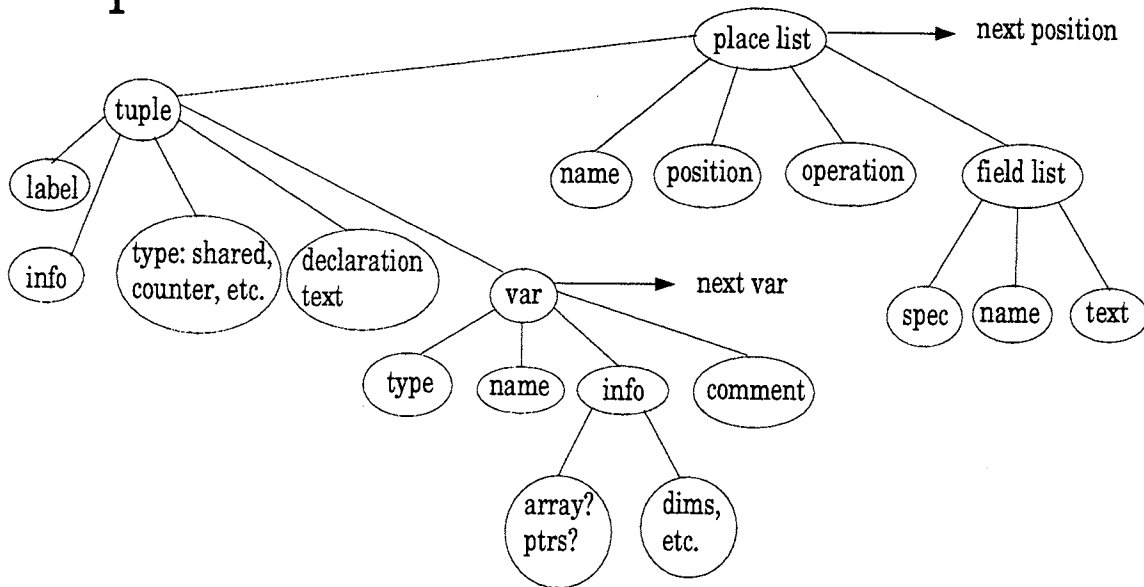 place list
next position
tuple
name
position
operation
field list
label
info
type: shared,
counter, etc.
declaration
text
var
next var
spec
name
text
type
name
info
comment
array?
ptrs?
dims,
etc.